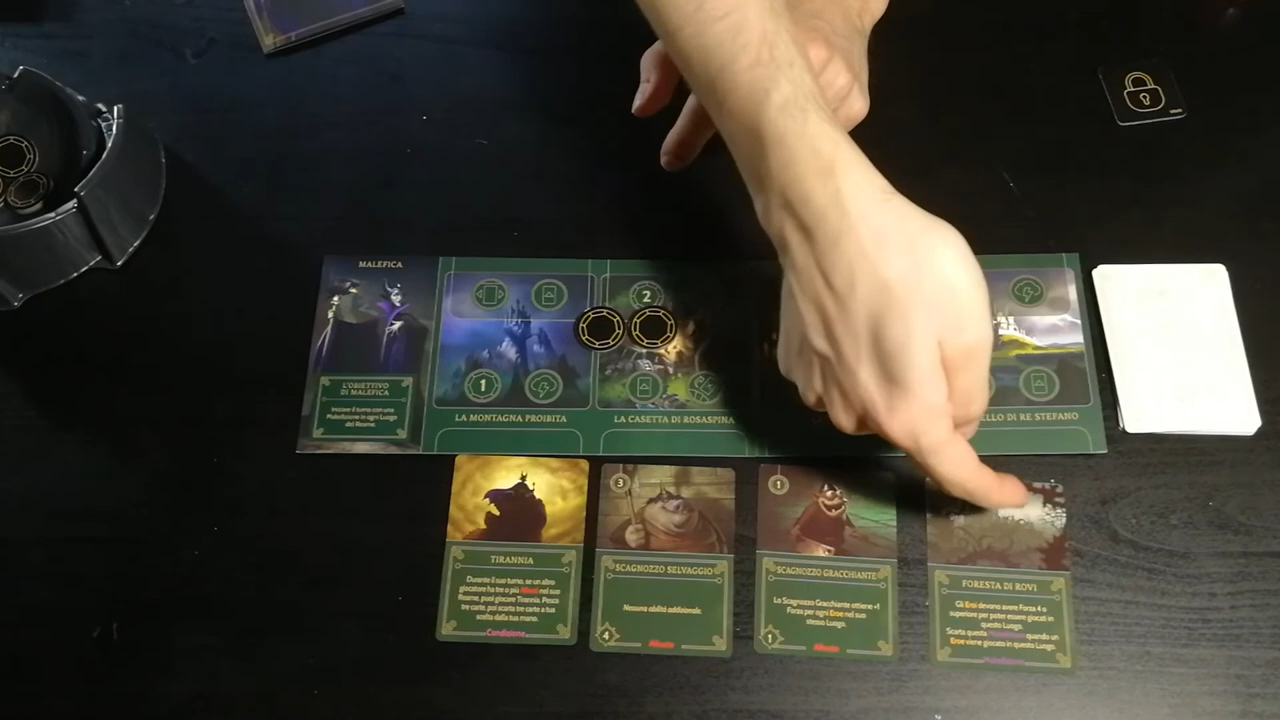 MALEFICA
L'OBIETTIVO
DI MALEFICA
Iniziare il turno con una
Maledizione in ogni Luogo
del Reame.
1
LA MONTAGNA PROIBITA
2
LA CASETTA DI ROSASPINA
ELLO DI RE STEFANO
TIRANNIA
Durante il suo turno, se un altro
giocatore ha tre o più Alleati nel suo
Reame, puoi giocare Tirannia. Pesca
tre carte, poi scarta tre carte a tua
scelta dalla tua mano.
Condizione
3
SCAGNOZZO SELVAGGIO
Nessuna abilità addizionale.
4
Alleato
1
SCAGNOZZO GRACCHIANTE
Lo Scagnozzo Gracchiante ottiene +1
Forza per ogni Eroe nel suo
stesso Luogo.
1
Alleato
FORESTA DI ROVI
Gli Eroi devono avere Forza 4 o
superiore per poter essere giocati in
questo Luogo.
Scarta questa Maledizione quando un
Eroe viene giocato in questo Luogo.
Maledizione